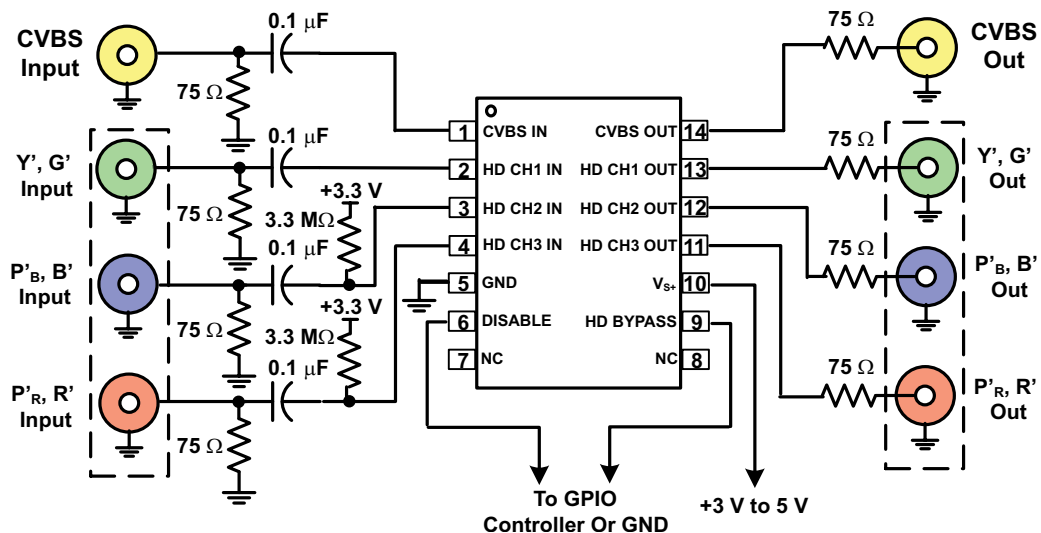 CVBS
Input
0.1 μF
75 Ω
Y', G'
Input
0.1 μF
75 Ω
+3.3 V
3.3 MΩ
P'B, B'
Input
0.1 μF
75 Ω
+3.3 V
3.3 MΩ
P'R, R'
Input
0.1 μF
75 Ω
1 CVBS IN
2 HD CH1 IN
3 HD CH2 IN
4 HD CH3 IN
5 GND
6 DISABLE
7 NC
CVBS OUT 14
HD CH1 OUT 13
HD CH2 OUT 12
HD CH3 OUT 11
VS+ 10
HD BYPASS 9
NC 8
To GPIO
Controller Or GND
+3 V to 5 V
75 Ω
CVBS
Out
75 Ω
Y', G'
Out
75 Ω
P'B, B'
Out
75 Ω
P'R, R'
Out